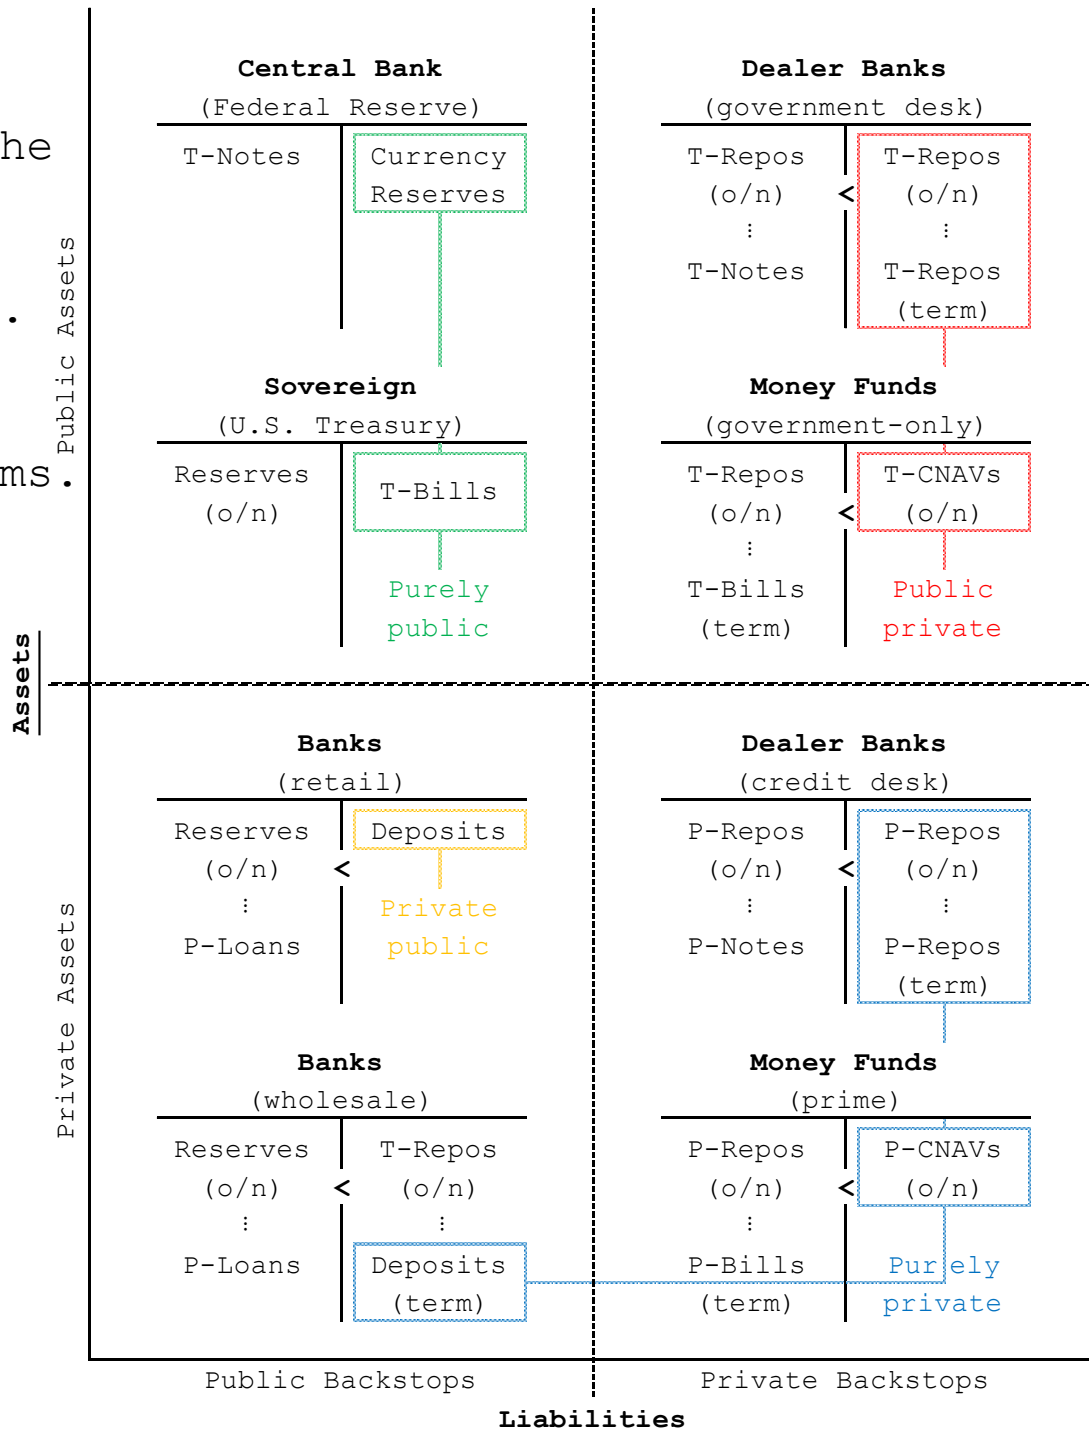 he
.
ms.
Public Assets
Assets
Private Assets
Central Bank
(Federal Reserve)
T-Notes
Currency
Reserves
Sovereign
(U.S. Treasury)
Reserves
(o/n)
T-Bills
Purely
public
Dealer Banks
(government desk)
T-Repos
(o/n)
⋮
T-Notes
<
T-Repos
(o/n)
⋮
T-Repos
(term)
Money Funds
(government-only)
T-Repos
(o/n)
⋮
T-Bills
(term)
<
T-CNAVs
(o/n)
Public
private
Banks
(retail)
Reserves
(o/n)
⋮
P-Loans
<
Deposits
Private
public
Banks
(wholesale)
Reserves
(o/n)
⋮
P-Loans
<
T-Repos
(o/n)
⋮
Deposits
(term)
Dealer Banks
(credit desk)
P-Repos
(o/n)
⋮
P-Notes
<
P-Repos
(o/n)
⋮
P-Repos
(term)
Money Funds
(prime)
P-Repos
(o/n)
⋮
P-Bills
(term)
<
P-CNAVs
(o/n)
Purely
private
Public Backstops
Private Backstops
Liabilities